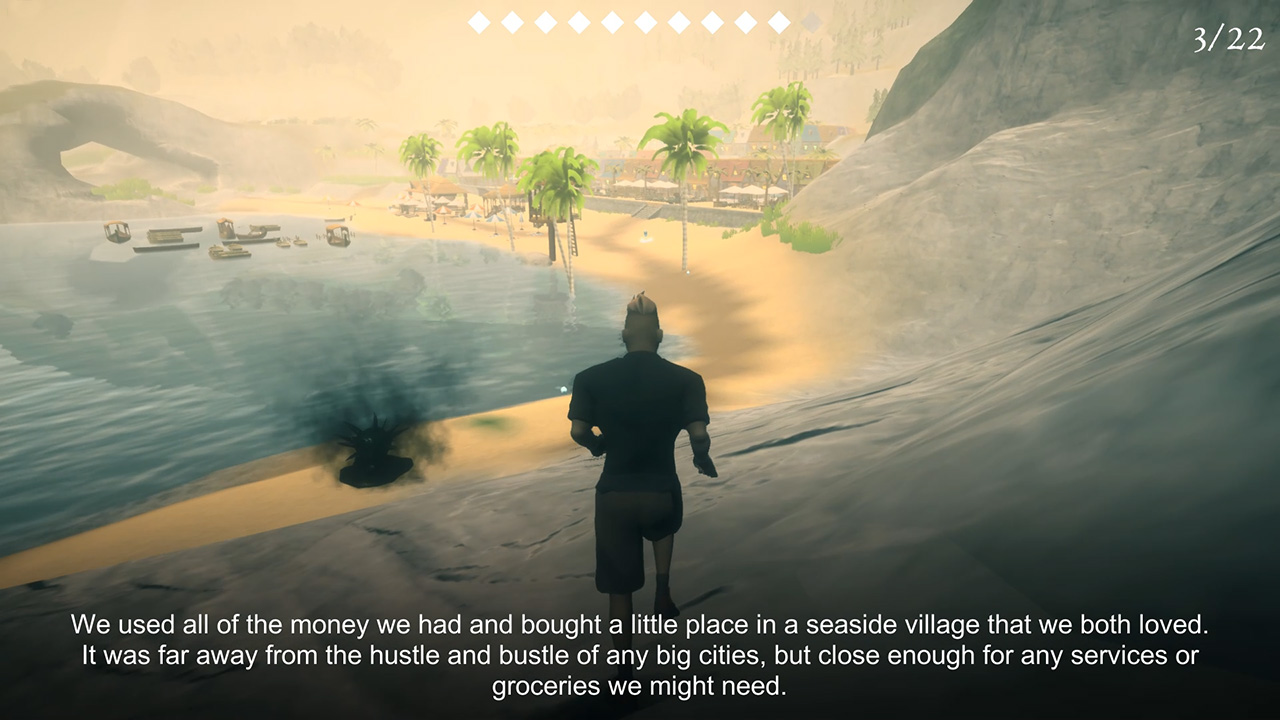 3/22
We used all of the money we had and bought a little place in a seaside village that we both loved.
It was far away from the hustle and bustle of any big cities, but close enough for any services or
groceries we might need.